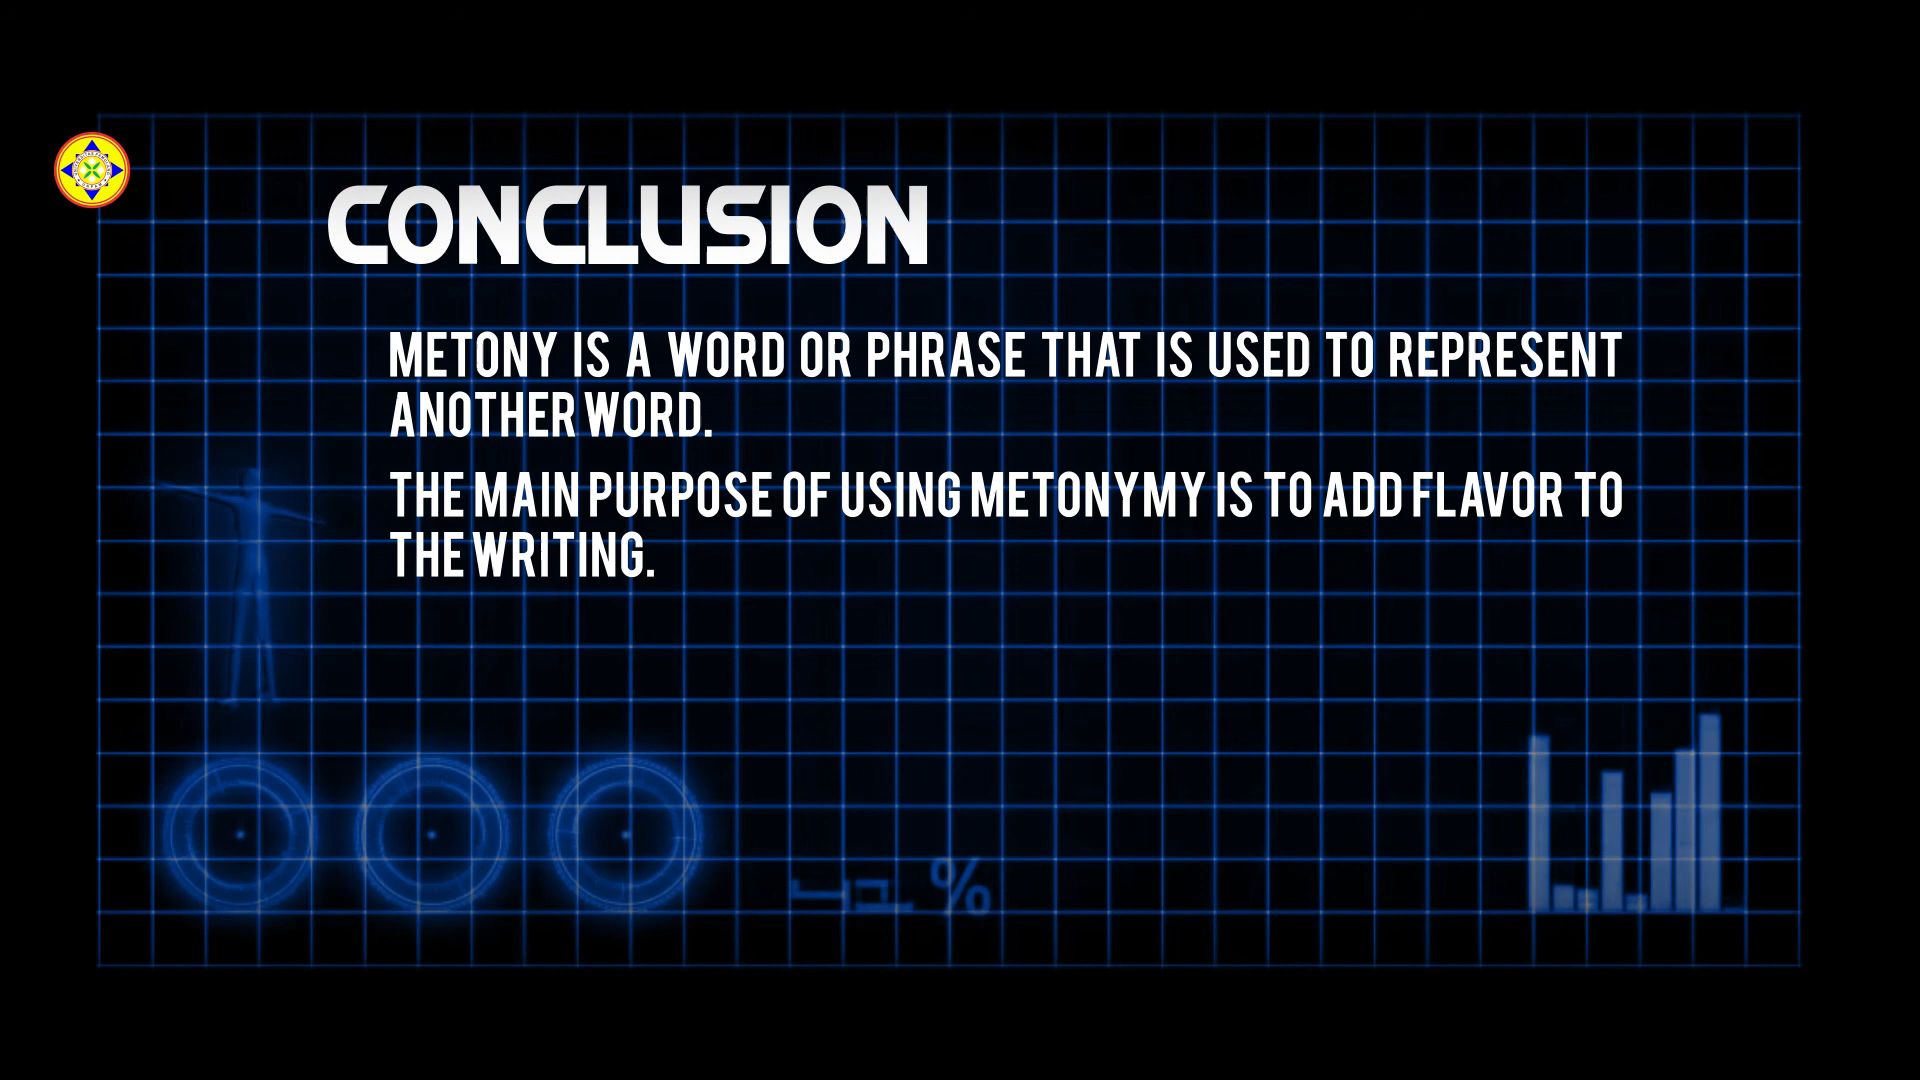 CONCLUSION
METONY IS A WORD OR PHRASE THAT IS USED TO REPRESENT
ANOTHER WORD.
THE MAIN PURPOSE OF USING METONYMY IS TO ADD FLAVOR TO
THE WRITING.
%